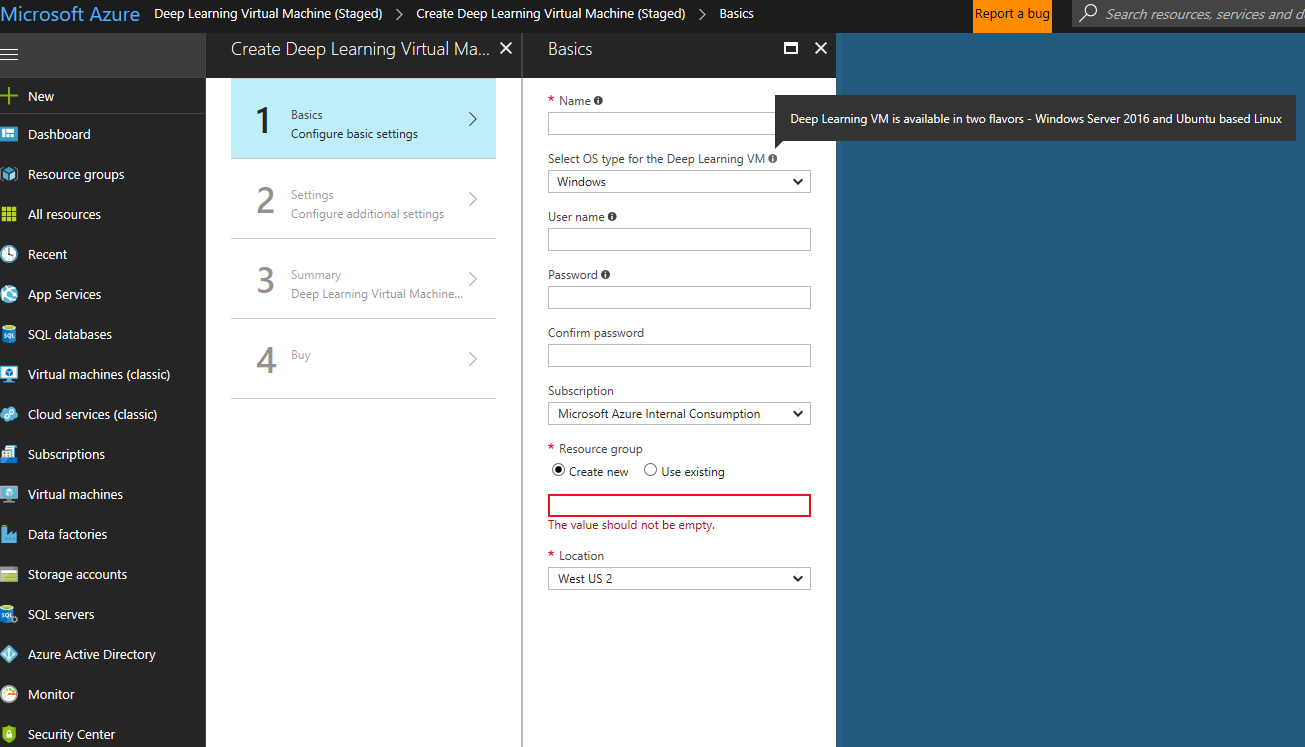 Microsoft Azure
Deep Learning Virtual Machine (Staged)
Create Deep Learning Virtual Machine (Staged)
Basics
Report a bug
Search resources, services and
New
Dashboard
Resource groups
All resources
Recent
App Services
SQL databases
Virtual machines (classic)
Cloud services (classic)
Subscriptions
Virtual machines
Data factories
Storage accounts
SQL servers
Azure Active Directory
Monitor
Security Center
Create Deep Learning Virtual Ma...
1
Basics
Configure basic settings
2
Settings
Configure additional settings
3
Summary
Deep Learning Virtual Machine...
4
Buy
Basics
* Name
Deep Learning VM is available in two flavors - Windows Server 2016 and Ubuntu based Linux
Select OS type for the Deep Learning VM
Windows
User name
Password
Confirm password
Subscription
Microsoft Azure Internal Consumption
* Resource group
Create new
Use existing
The value should not be empty.
* Location
West US 2